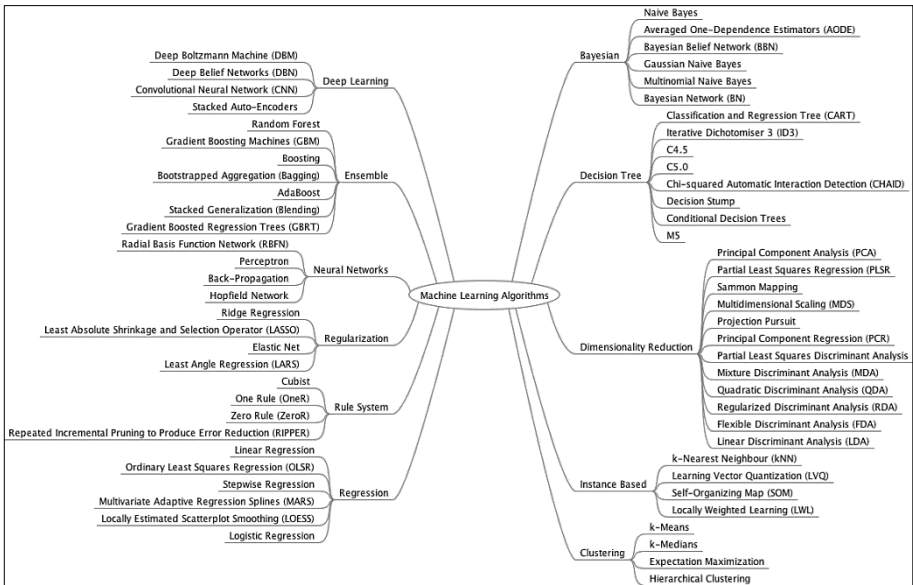 Deep Boltzmann Machine (DBM)
Deep Belief Networks (DBN)
Convolutional Neural Network (CNN)
Stacked Auto-Encoders
Deep Learning
Random Forest
Gradient Boosting Machines (GBM)
Boosting
Bootstrapped Aggregation (Bagging)
AdaBoost
Stacked Generalization (Blending)
Gradient Boosted Regression Trees (GBRT)
Ensemble
Radial Basis Function Network (RBFN)
Perceptron
Back-Propagation
Hopfield Network
Neural Networks
Ridge Regression
Least Absolute Shrinkage and Selection Operator (LASSO)
Elastic Net
Least Angle Regression (LARS)
Regularization
Cubist
One Rule (OneR)
Zero Rule (ZeroR)
Repeated Incremental Pruning to Produce Error Reduction (RIPPER)
Rule System
Linear Regression
Ordinary Least Squares Regression (OLSR)
Stepwise Regression
Multivariate Adaptive Regression Splines (MARS)
Locally Estimated Scatterplot Smoothing (LOESS)
Logistic Regression
Regression
Machine Learning Algorithms
Bayesian
Naive Bayes
Averaged One-Dependence Estimators (AODE)
Bayesian Belief Network (BBN)
Gaussian Naive Bayes
Multinomial Naive Bayes
Bayesian Network (BN)
Decision Tree
Classification and Regression Tree (CART)
Iterative Dichotomiser 3 (ID3)
C4.5
C5.0
Chi-squared Automatic Interaction Detection (CHAID)
Decision Stump
Conditional Decision Trees
M5
Dimensionality Reduction
Principal Component Analysis (PCA)
Partial Least Squares Regression (PLSR
Sammon Mapping
Multidimensional Scaling (MDS)
Projection Pursuit
Principal Component Regression (PCR)
Partial Least Squares Discriminant Analysis
Mixture Discriminant Analysis (MDA)
Quadratic Discriminant Analysis (QDA)
Regularized Discriminant Analysis (RDA)
Flexible Discriminant Analysis (FDA)
Linear Discriminant Analysis (LDA)
Instance Based
k-Nearest Neighbour (kNN)
Learning Vector Quantization (LVQ)
Self-Organizing Map (SOM)
Locally Weighted Learning (LWL)
Clustering
k-Means
k-Medians
Expectation Maximization
Hierarchical Clustering